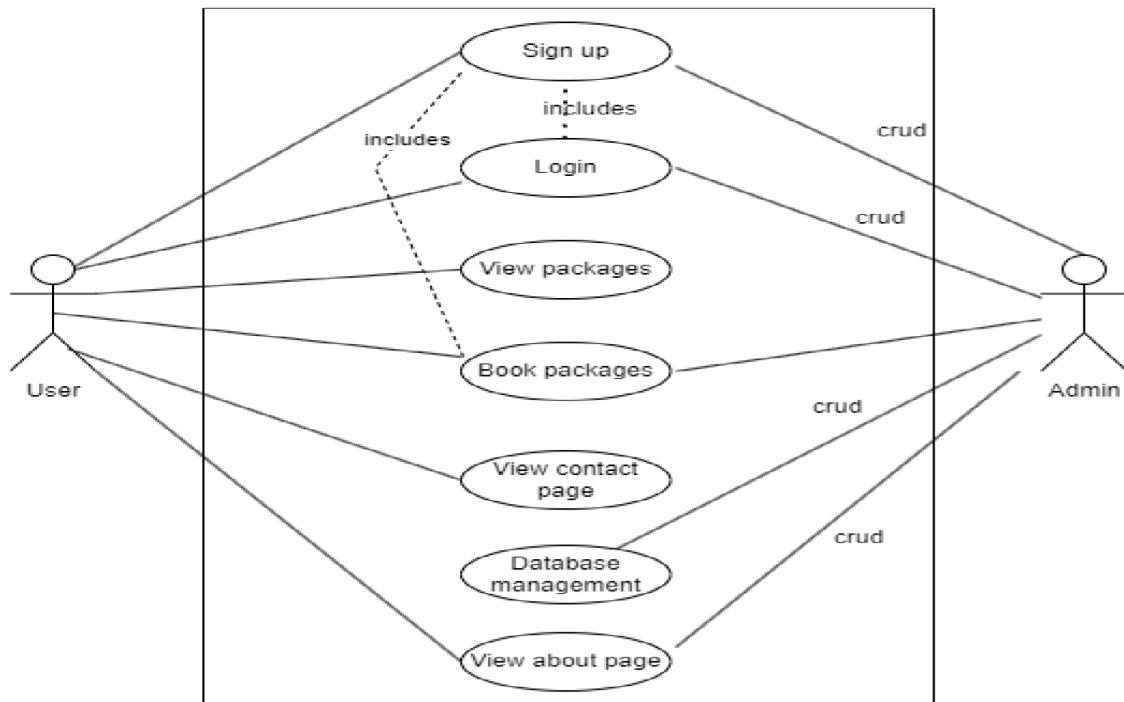 Sign up
includes
crud
includes
Login
crud
View packages
Book packages
User
Admin
crud
View contact
page
crud
Database
management
View about page